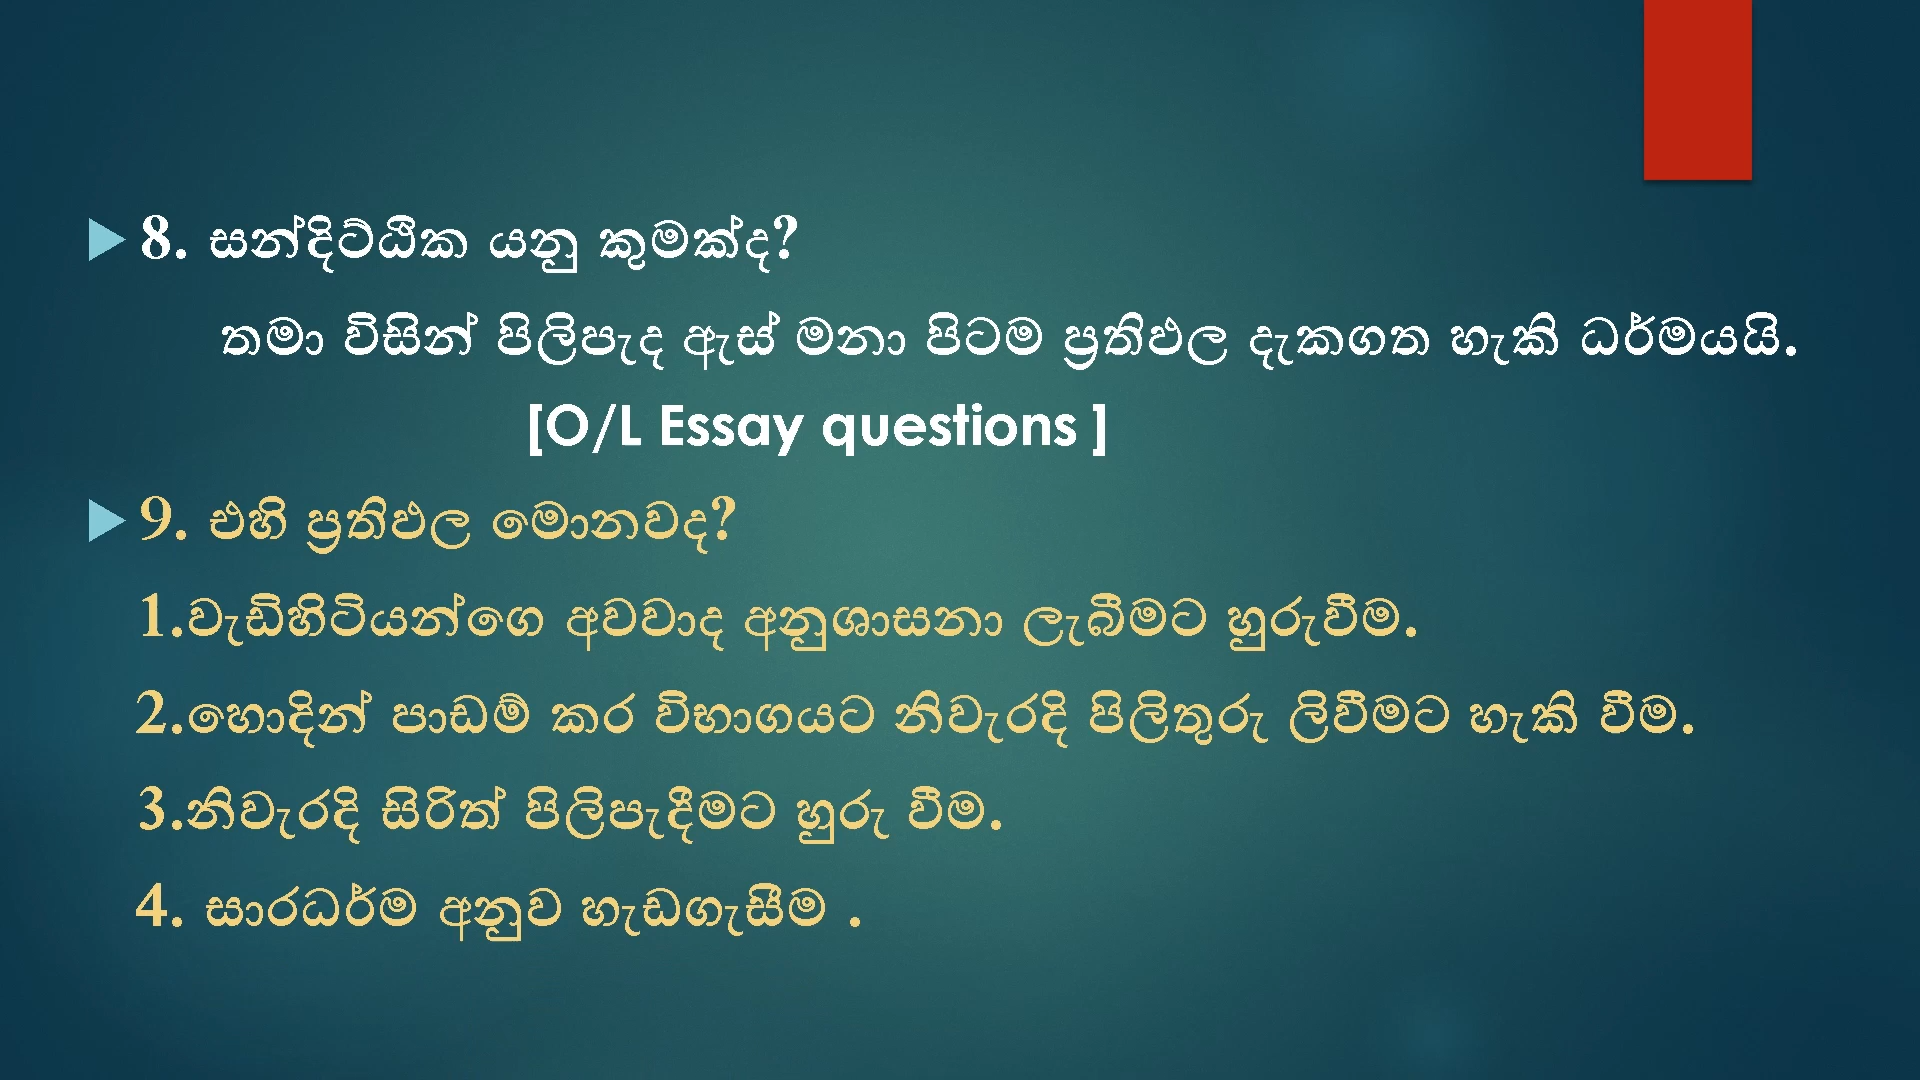 8. සන්දිට්ඨික යනු කුමක්ද?
තමා විසින් පිලිපැද ඇස් මනා පිටම ප්‍රතිඵල දැකගත හැකි ධර්මයයි.
[O/L Essay questions ]
9. එහි ප්‍රතිඵල මොනවද?
1.වැඩිහිටියන්ගෙ අවවාද අනුශාසනා ලැබීමට හුරුවීම.
2.හොදින් පාඩම් කර විභාගයට නිවැරදි පිලිතුරු ලිවීමට හැකි වීම.
3.නිවැරදි සිරිත් පිලිපැදීමට හුරු වීම.
4. සාරධර්ම අනුව හැඩගැසීම .